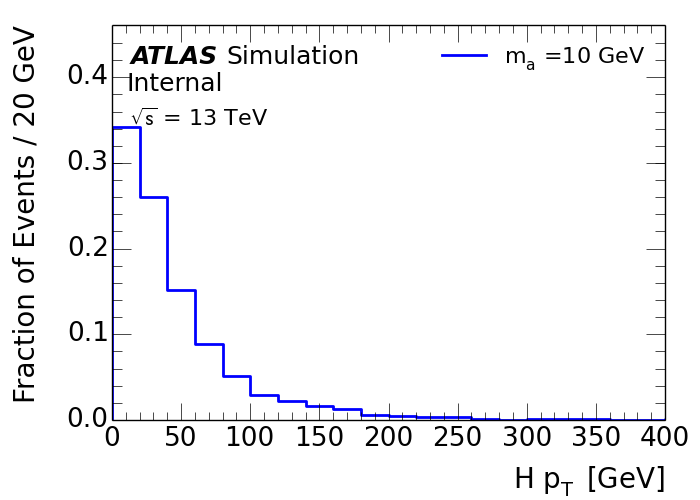 ATLAS Simulation
Internal
√s = 13 TeV
m_a =10 GeV
Fraction of Events / 20 GeV
0.4
0.3
0.2
0.1
0.0
0 50 100 150 200 250 300 350 400
H p_T [GeV]